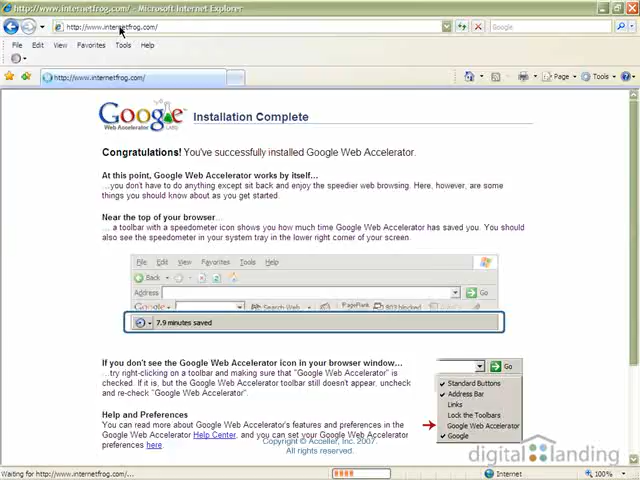 http://www.internetfrog.com/ - Microsoft Internet Explorer
http://www.internetfrog.com/
Google
File Edit View Favorites Tools Help
http://www.internetfrog.com/
Page Tools
Google
Web Accelerator LABS
Installation Complete
Congratulations! You've successfully installed Google Web Accelerator.
At this point, Google Web Accelerator works by itself...
...you don't have to do anything except sit back and enjoy the speedier web browsing. Here, however, are some
things you should know about as you get started.
Near the top of your browser...
... a toolbar with a speedometer icon shows you how much time Google Web Accelerator has saved you. You should
also see the speedometer in your system tray in the lower right corner of your screen.
File Edit View Favorites Tools Help
Back
Address Go
Google Search Web PageRank 803 blocked
7.9 minutes saved
If you don't see the Google Web Accelerator icon in your browser window...
...try right-clicking on a toolbar and making sure that "Google Web Accelerator" is
checked. If it is, but the Google Web Accelerator toolbar still doesn't appear, uncheck
and re-check "Google Web Accelerator".
Go
Standard Buttons
Address Bar
Links
Lock the Toolbars
Google Web Accelerator
Google
Help and Preferences
You can read more about Google Web Accelerator's features and preferences in the
Google Web Accelerator Help Center, and you can set your Google Web Accelerator
preferences here.
Copyright © Acceller, Inc. 2007.
All rights reserved.
digital landing
Waiting for http://www.internetfrog.com/...
Internet
100%